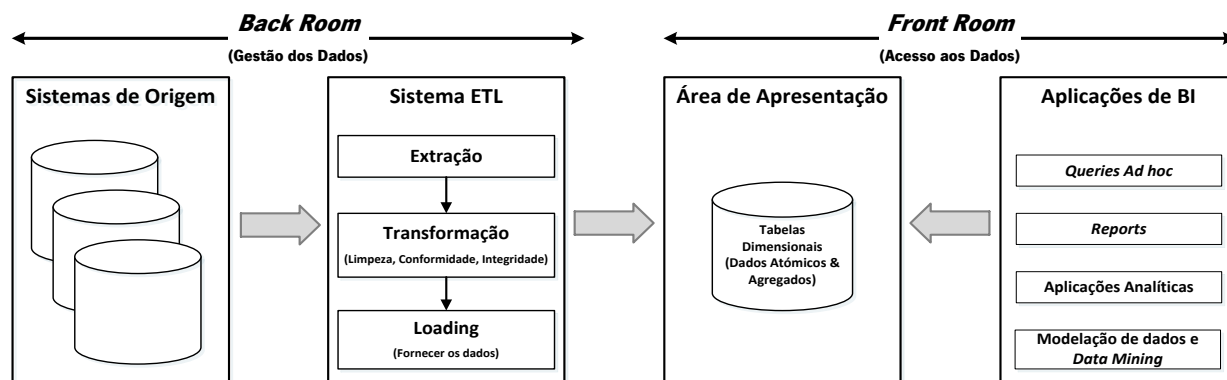 Back Room
(Gestão dos Dados)
Front Room
(Acesso aos Dados)
Sistemas de Origem
Sistema ETL
Extração
Transformação
(Limpeza, Conformidade, Integridade)
Loading
(Fornecer os dados)
Área de Apresentação
Tabelas
Dimensionais
(Dados Atómicos &
Agregados)
Aplicações de BI
Queries Ad hoc
Reports
Aplicações Analíticas
Modelação de dados e
Data Mining